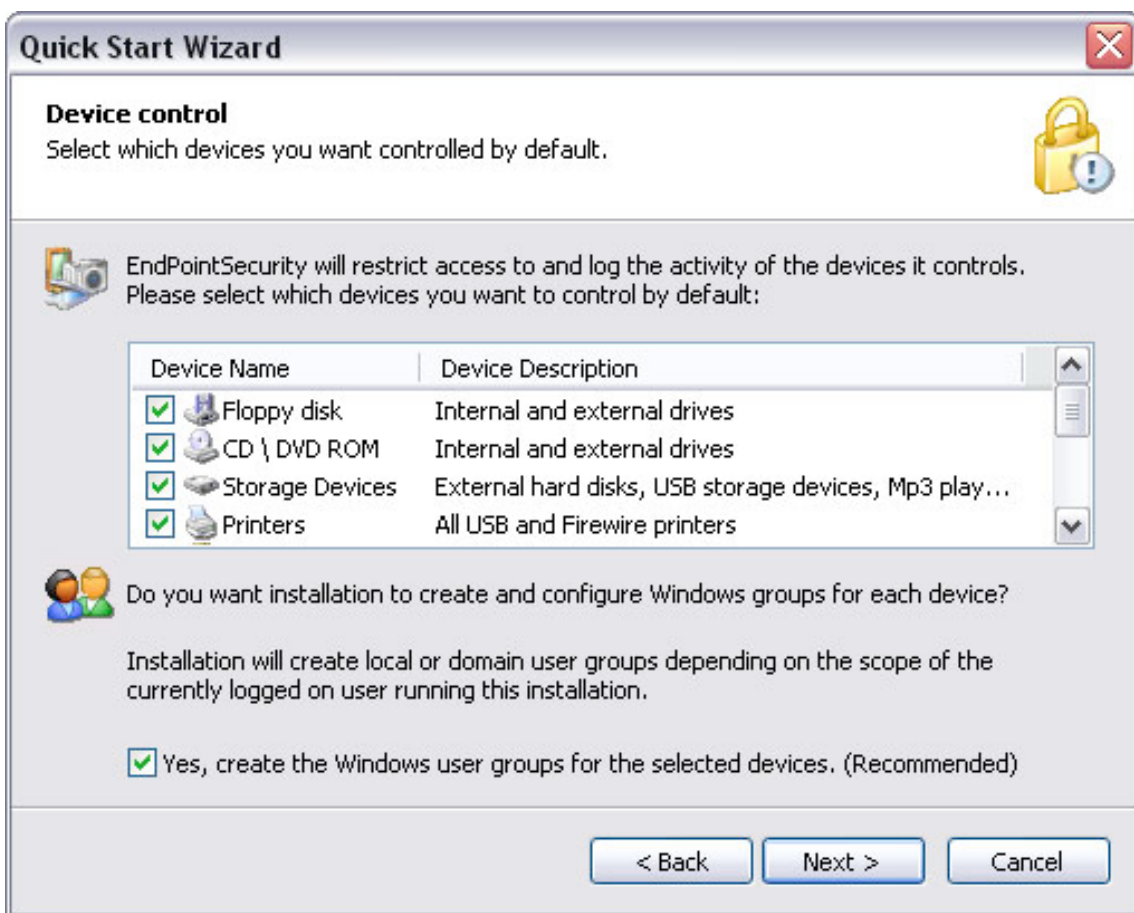 Quick Start Wizard
Device control
Select which devices you want controlled by default.
EndPointSecurity will restrict access to and log the activity of the devices it controls.
Please select which devices you want to control by default:
Device Name Device Description
Floppy disk Internal and external drives
CD \ DVD ROM Internal and external drives
Storage Devices External hard disks, USB storage devices, Mp3 play...
Printers All USB and Firewire printers
Do you want installation to create and configure Windows groups for each device?
Installation will create local or domain user groups depending on the scope of the
currently logged on user running this installation.
Yes, create the Windows user groups for the selected devices. (Recommended)
< Back Next > Cancel